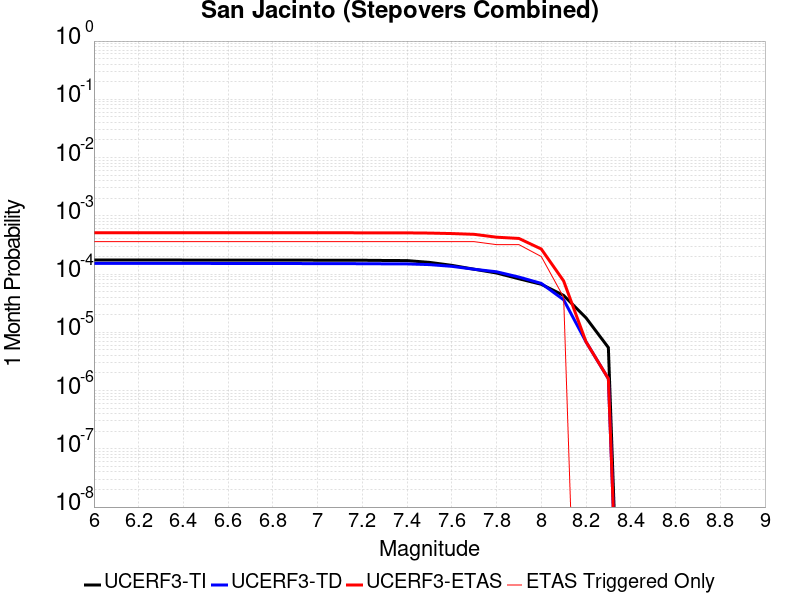 San Jacinto (Stepovers Combined)
10^0
10^-1
10^-2
10^-3
10^-4
10^-5
10^-6
10^-7
10^-8
1 Month Probability
6 6.2 6.4 6.6 6.8 7 7.2 7.4 7.6 7.8 8 8.2 8.4 8.6 8.8 9
Magnitude
UCERF3-TI UCERF3-TD UCERF3-ETAS ETAS Triggered Only